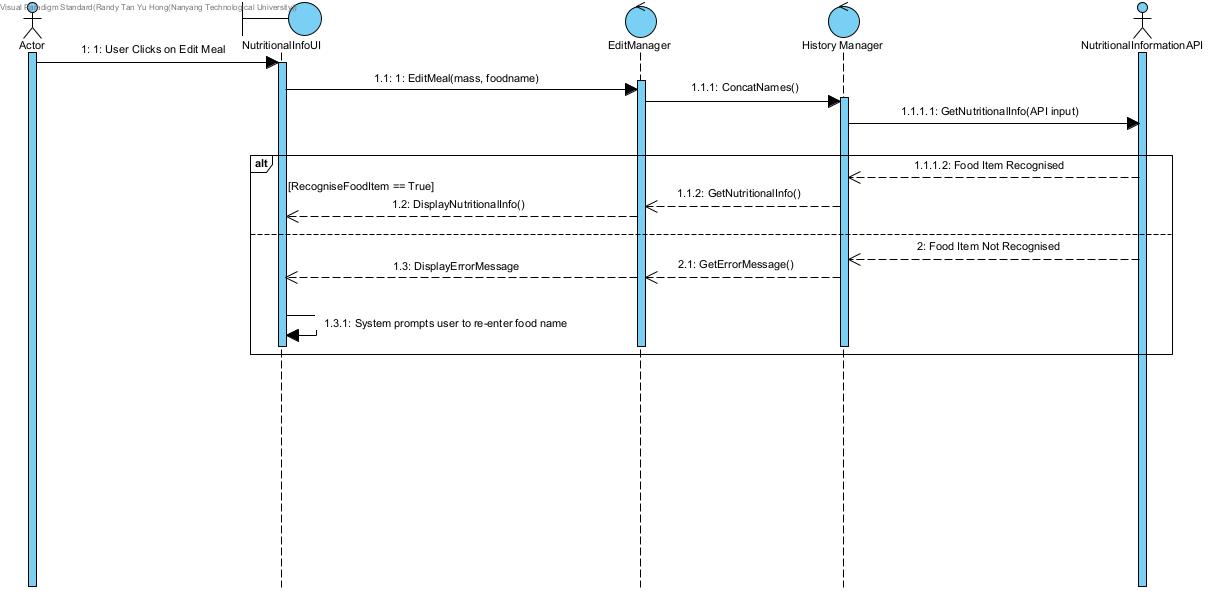 Visual Paradigm Standard(Randy Tan Yu Hong(Nanyang Technological University))
Actor
NutritionalInfoUI
EditManager
History Manager
NutritionalInformationAPI
1: 1: User Clicks on Edit Meal
1.1: 1: EditMeal(mass, foodname)
1.1.1: ConcatNames()
1.1.1.1: GetNutritionalInfo(API input)
alt
1.1.1.2: Food Item Recognised
[RecogniseFoodItem == True]
1.1.2: GetNutritionalInfo()
1.2: DisplayNutritionalInfo()
2: Food Item Not Recognised
1.3: DisplayErrorMessage
2.1: GetErrorMessage()
1.3.1: System prompts user to re-enter food name